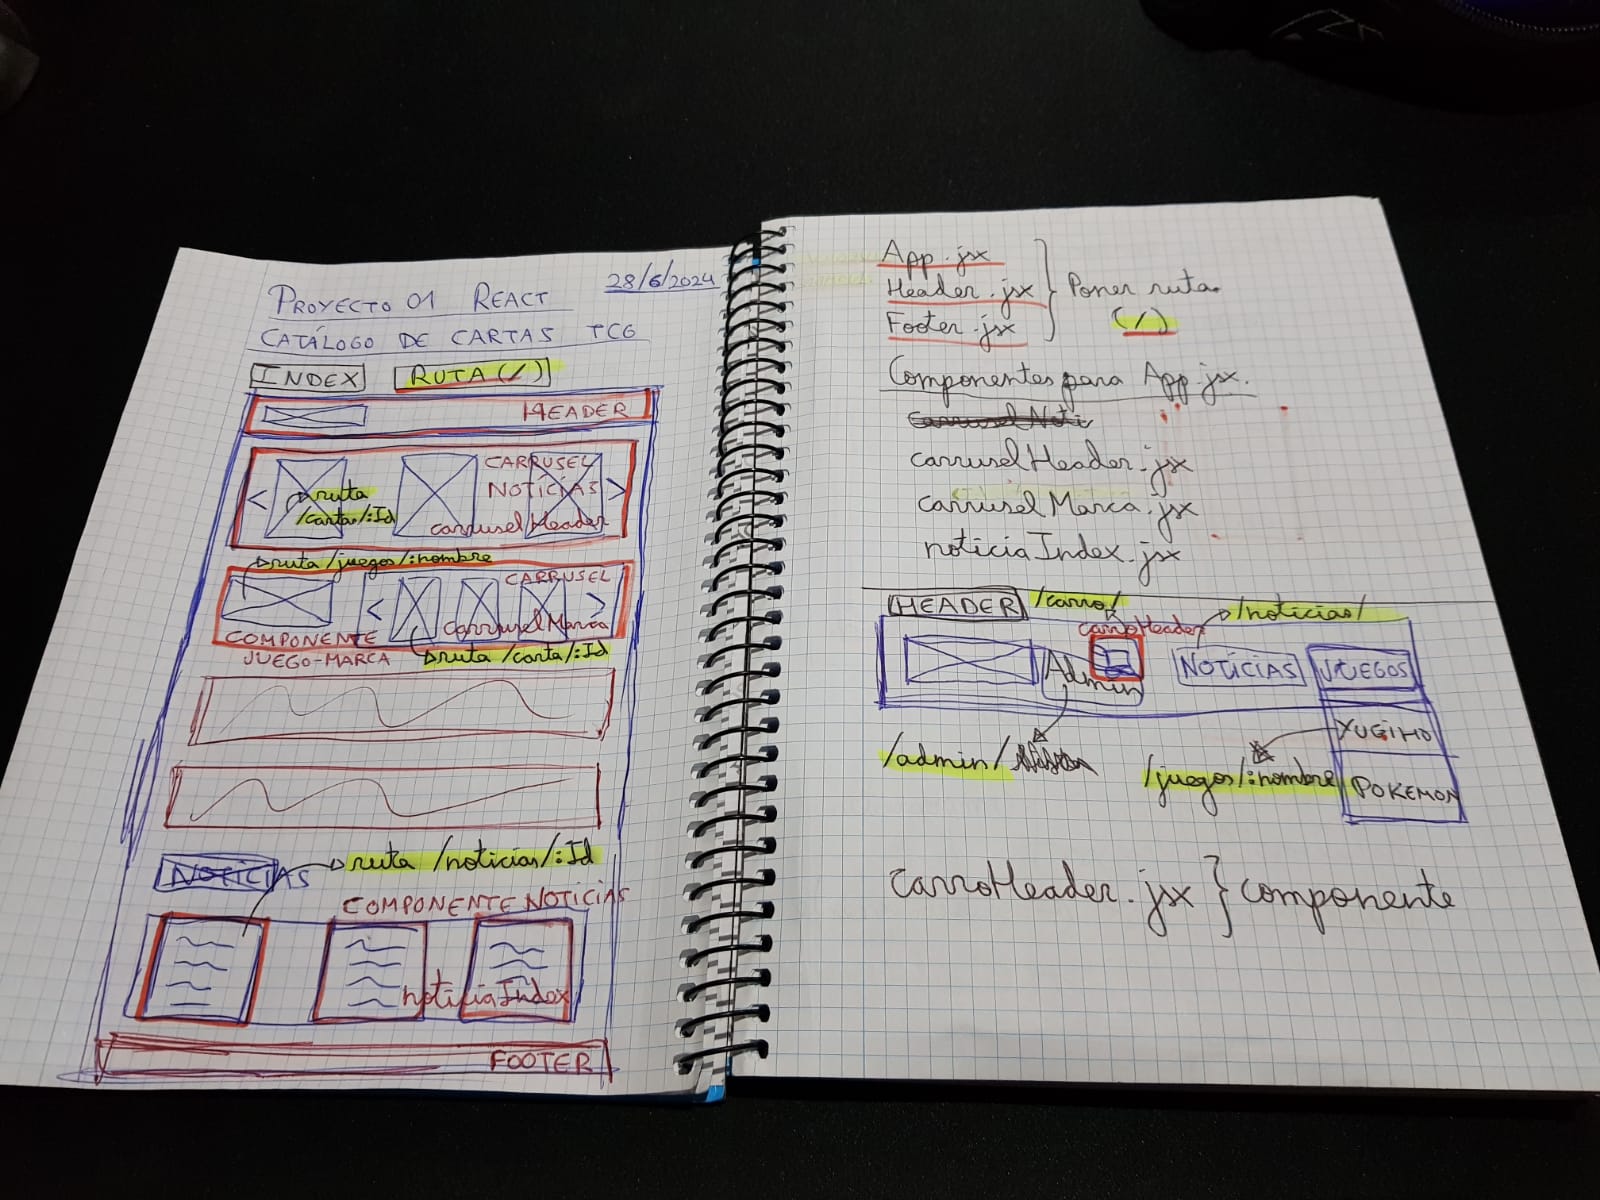 28/6/2024
PROYECTO 01 REACT
CATÁLOGO DE CARTAS TCG
INDEX RUTA (/)
HEADER
CARRUSEL
NOTICIAS
ruta
/carta/:Id
carruselHeader
< >
ruta /juegos/:nombre
CARRUSEL
< >
carruselMarca
COMPONENTE
JUEGO-MARCA
ruta /carta/:Id
ruta /noticias/:Id
NOTICIAS
COMPONENTE NOTICIAS
noticiaIndex
FOOTER
App.jsx
Header.jsx } Poner ruta
Footer.jsx (/)
Componentes para App.jsx.
carruselNoti
carruselHeader.jsx
carruselMarca.jsx
noticiaIndex.jsx
HEADER /carro/ /noticias/
carroHeader
Admin NOTICIAS JUEGOS
YUGIHO
/admin/
/juegos/:nombre
POKEMON
carroHeader.jsx } componente